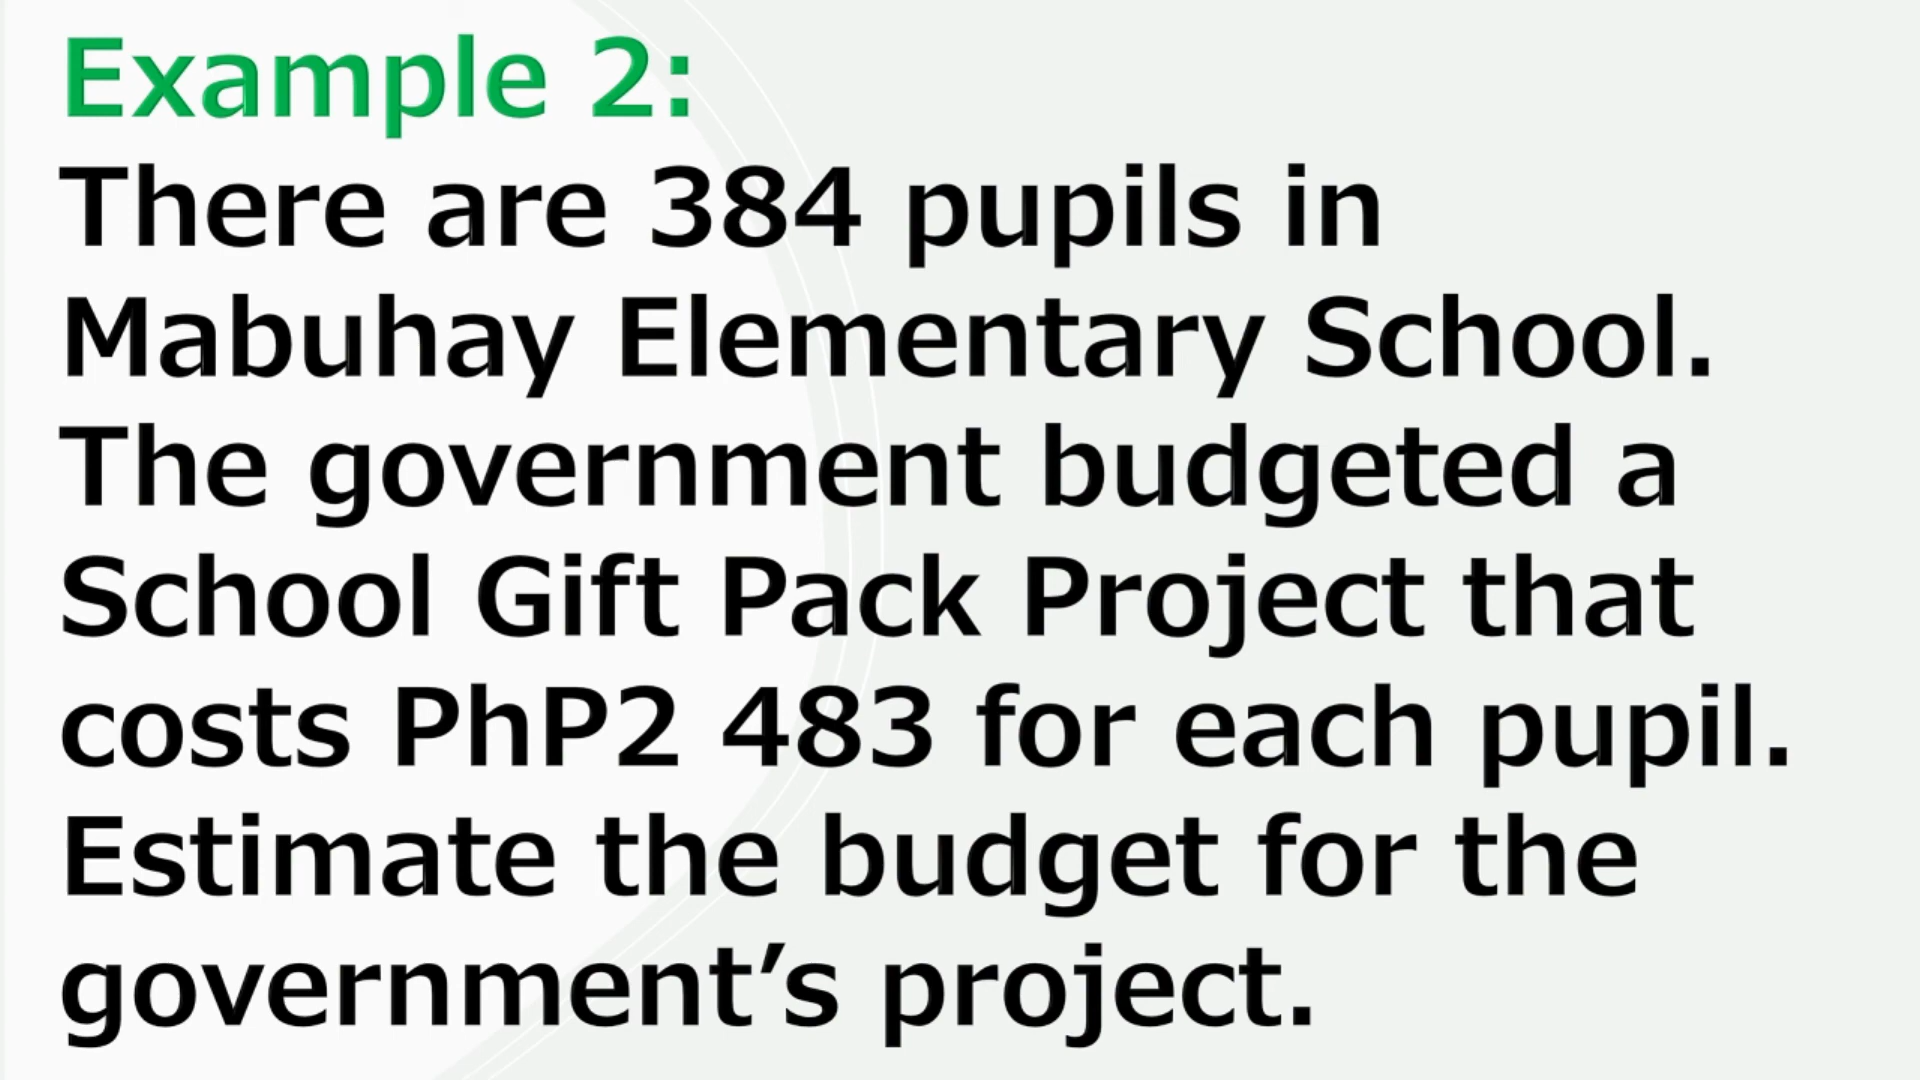 Example 2:
There are 384 pupils in
Mabuhay Elementary School.
The government budgeted a
School Gift Pack Project that
costs PhP2 483 for each pupil.
Estimate the budget for the
government’s project.